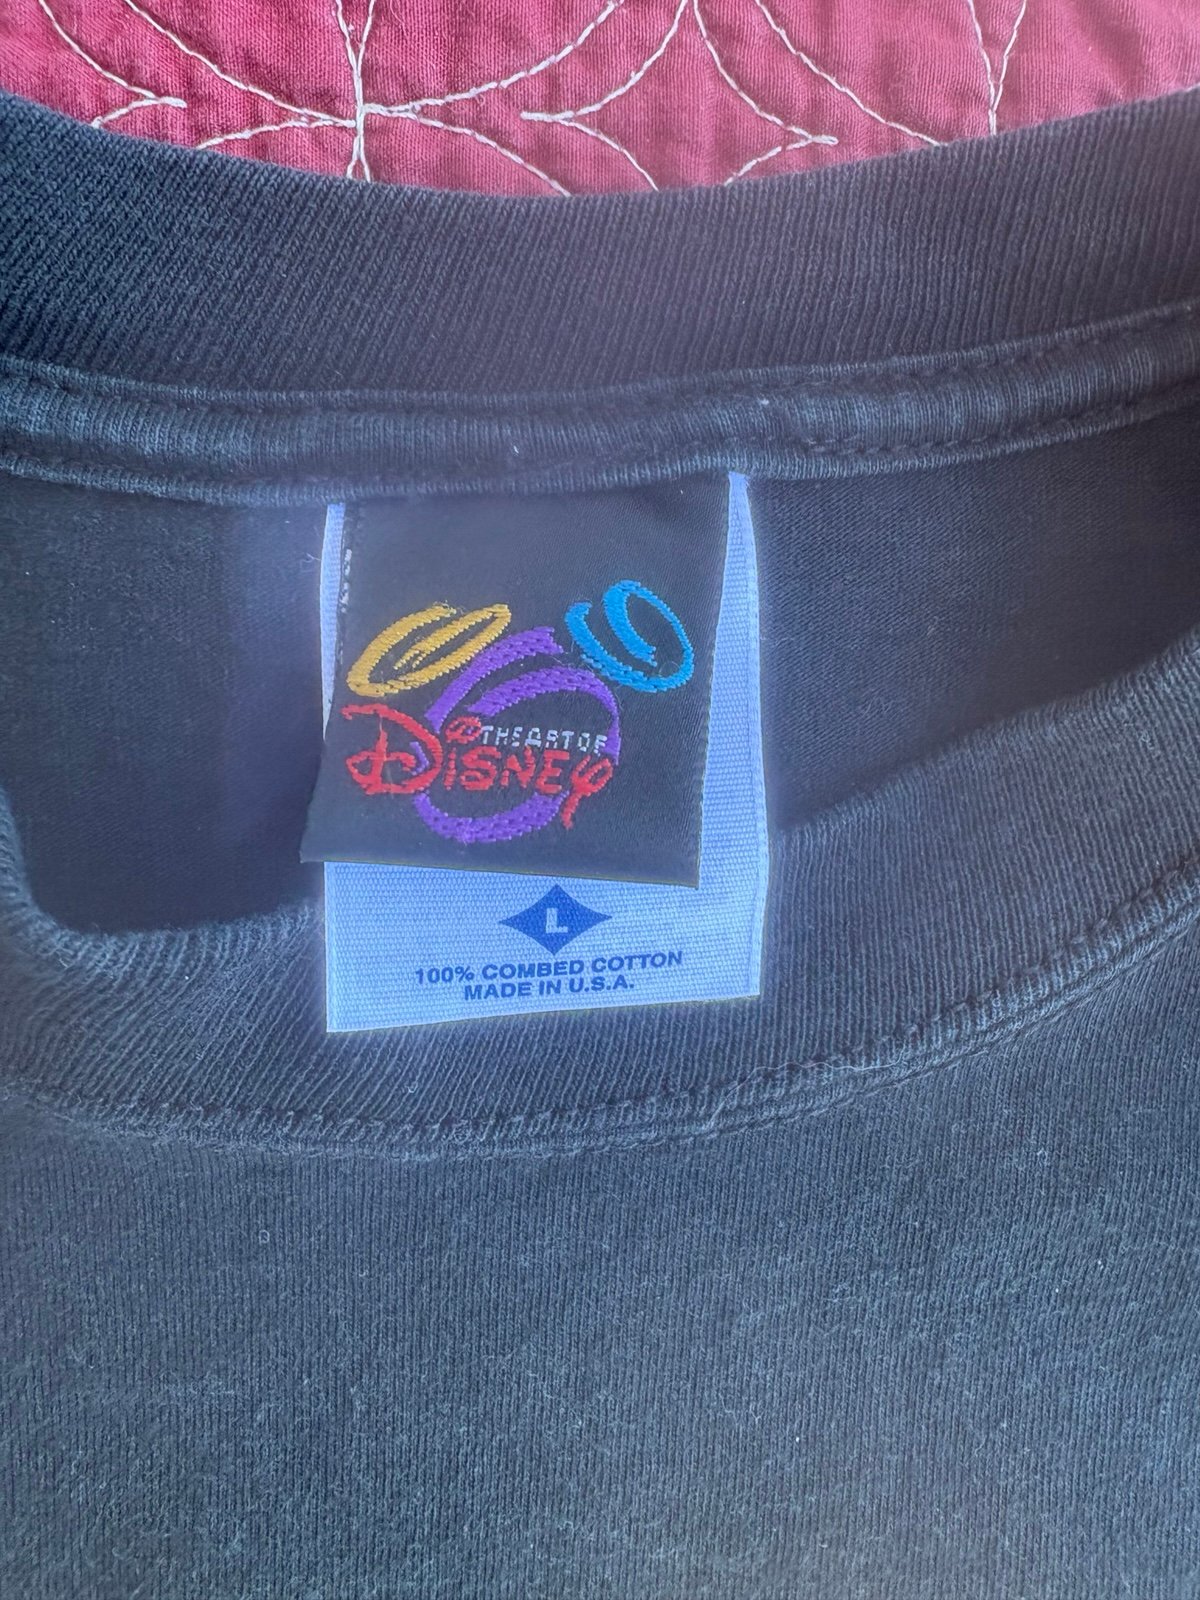 THE ART OF
DISNEY
L
100% COMBED COTTON
MADE IN U.S.A.